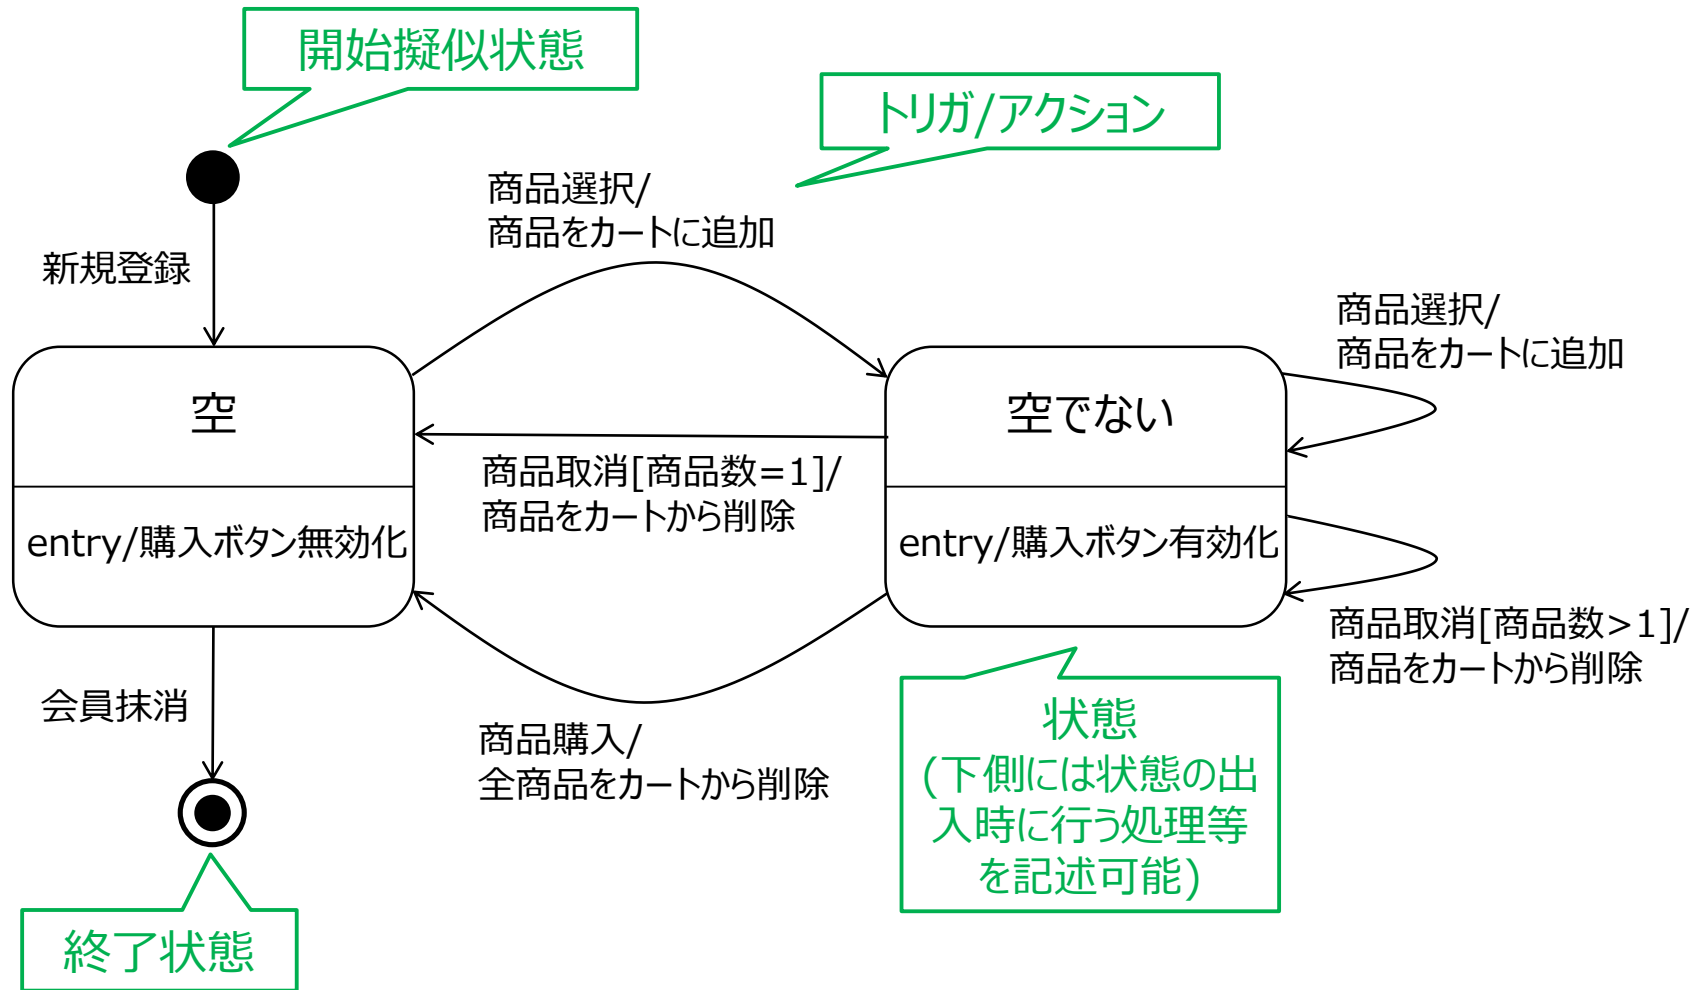 開始擬似状態
トリガ/アクション
商品選択/
商品をカートに追加
新規登録
商品選択/
商品をカートに追加
空
空でない
商品取消[商品数=1]/
商品をカートから削除
entry/購入ボタン無効化
entry/購入ボタン有効化
商品取消[商品数>1]/
商品をカートから削除
会員抹消
商品購入/
全商品をカートから削除
状態
(下側には状態の出
入時に行う処理等
を記述可能)
終了状態